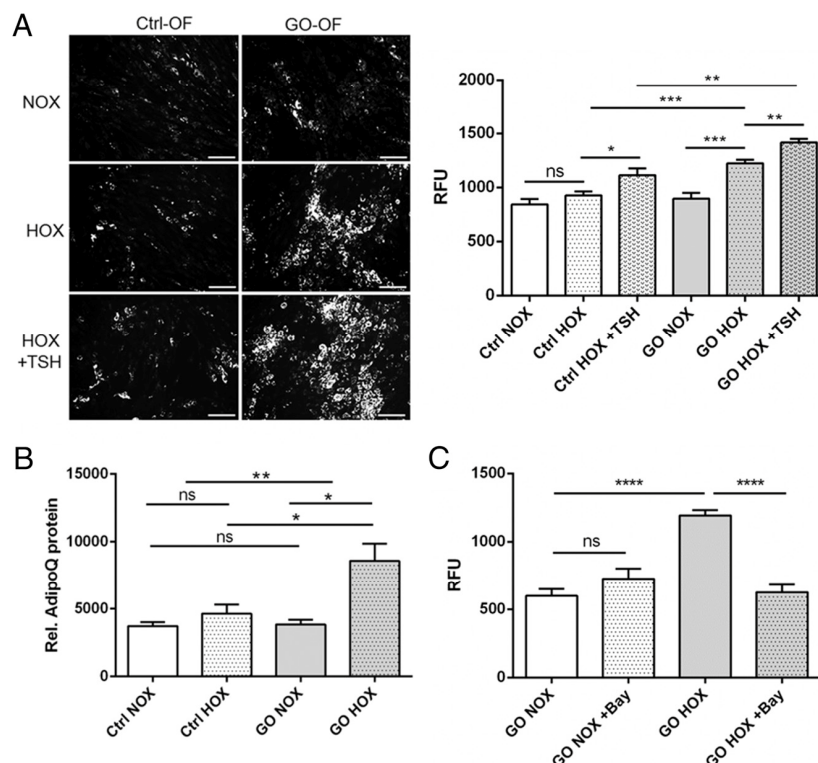 A
Ctrl-OF
GO-OF
NOX
HOX
HOX
+TSH
RFU
2000
1500
1000
500
0
**
***
**
*
***
ns
Ctrl NOX
Ctrl HOX
Ctrl HOX +TSH
GO NOX
GO HOX
GO HOX +TSH
B
Rel. AdipoQ protein
15000
10000
5000
0
**
ns
*
*
ns
Ctrl NOX
Ctrl HOX
GO NOX
GO HOX
C
RFU
1500
1000
500
0
****
****
ns
GO NOX
GO NOX +Bay
GO HOX
GO HOX +Bay